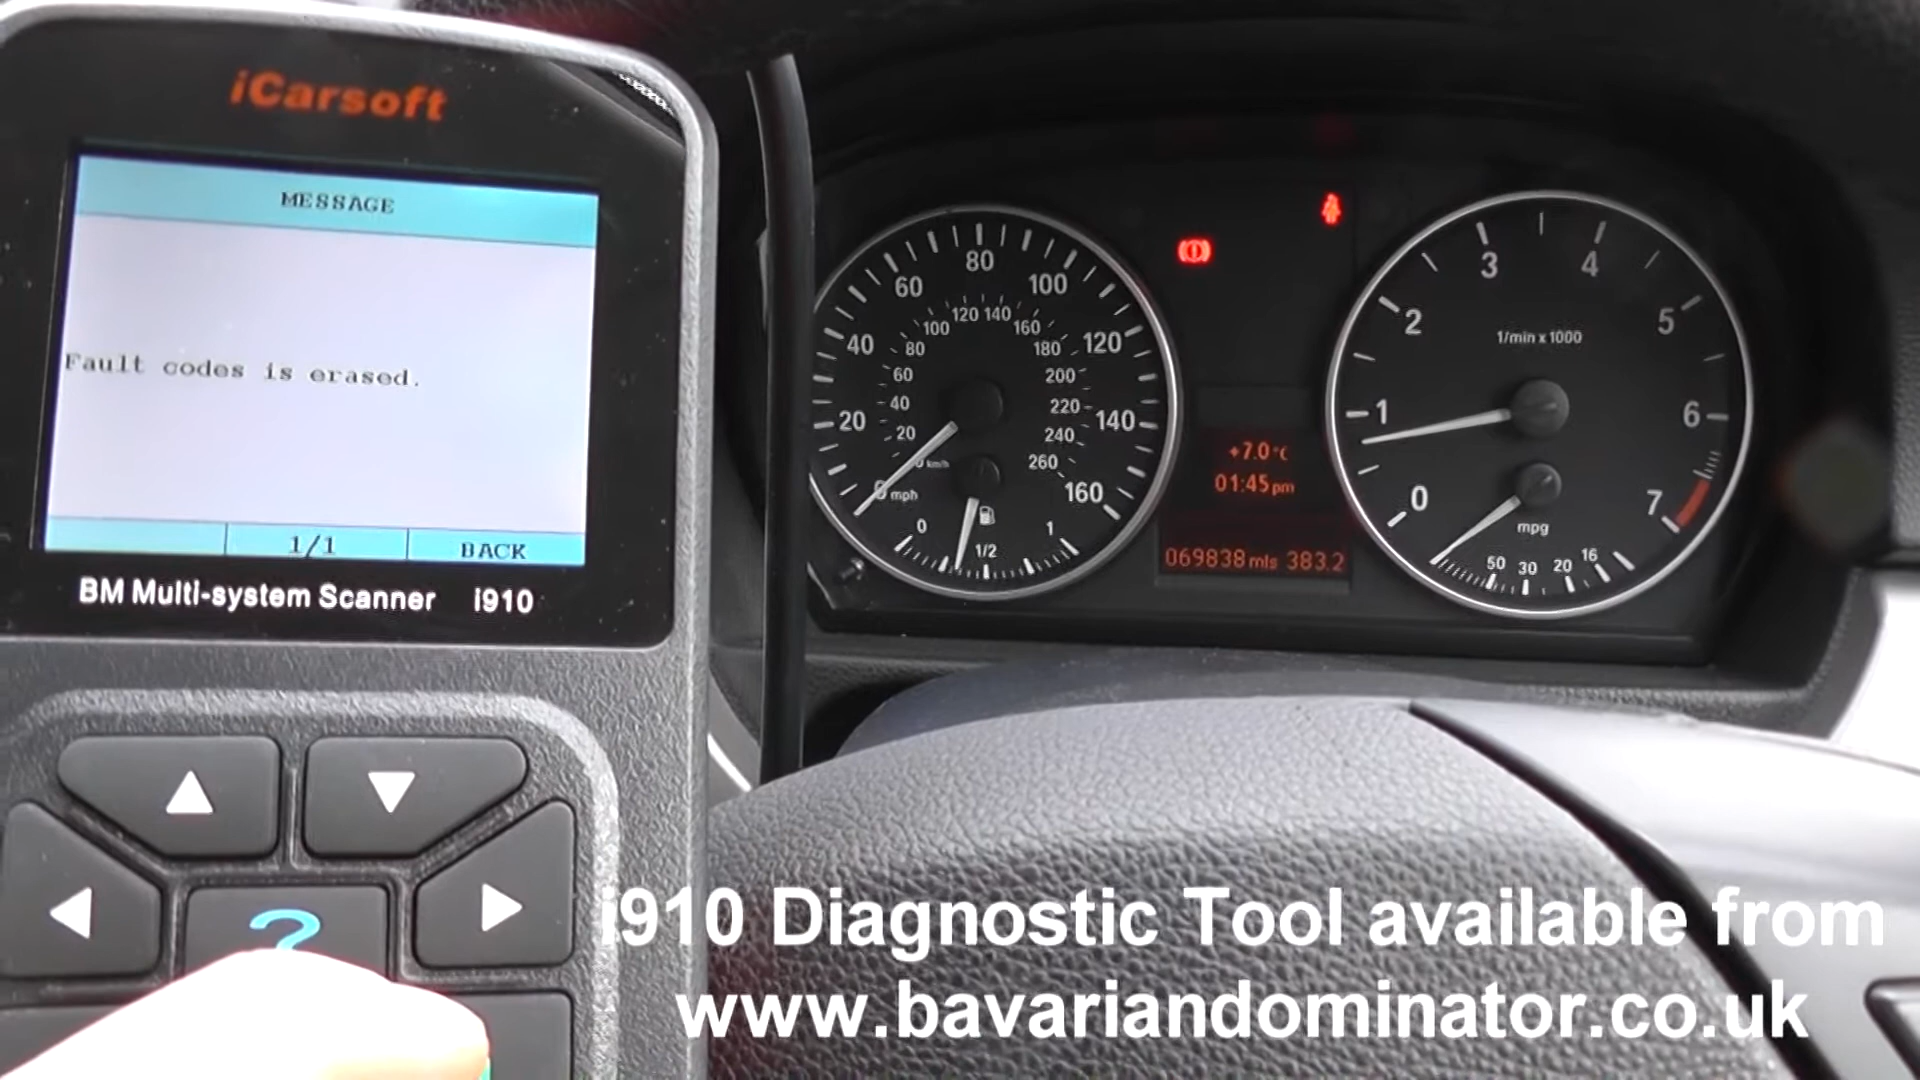 iCarsoft
MESSAGE
Fault codes is erased.
1/1 BACK
BM Multi-system Scanner i910
?
0 20 40 60 80 100 120 140 160
mph
20 40 60 80 100 120 140 160 180 200 220 240 260
km/h
0 1/2 1
+7.0°C
01:45pm
069838 mls 383.2
0 1 2 3 4 5 6 7
1/min x 1000
mpg
50 30 20 16
i910 Diagnostic Tool available from
www.bavariandominator.co.uk